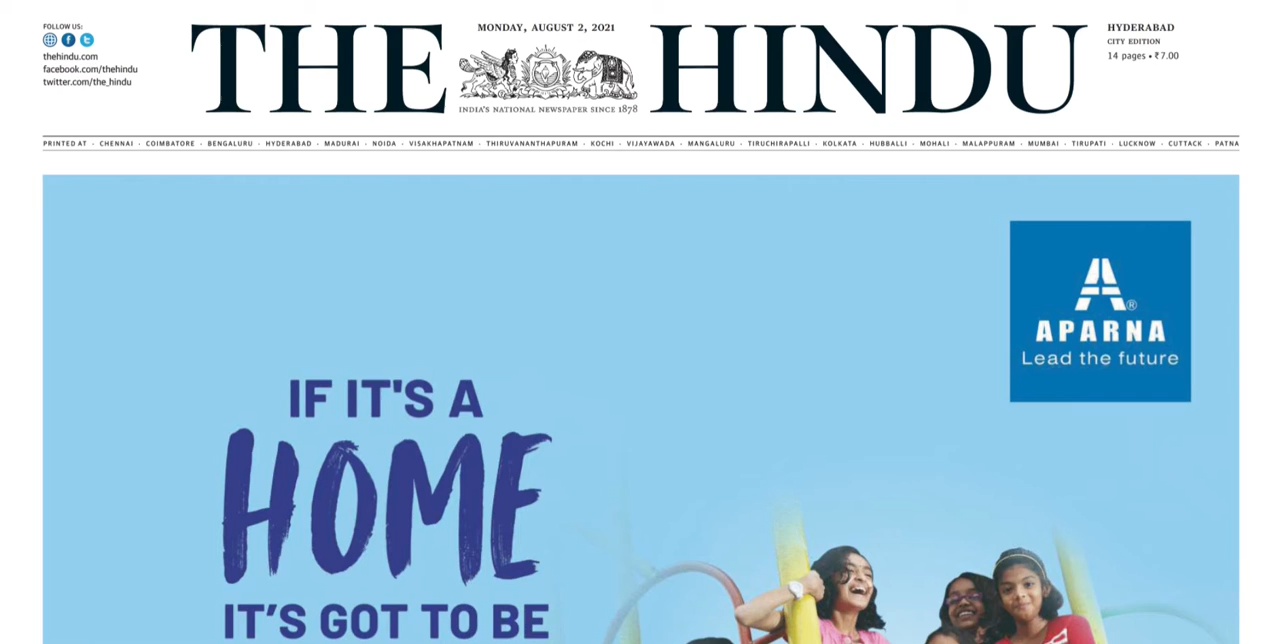 FOLLOW US:
thehindu.com
facebook.com/thehindu
twitter.com/the_hindu
THE HINDU
MONDAY, AUGUST 2, 2021
INDIA'S NATIONAL NEWSPAPER SINCE 1878
HYDERABAD
CITY EDITION
14 pages • ₹7.00
PRINTED AT · CHENNAI · COIMBATORE · BENGALURU · HYDERABAD · MADURAI · NOIDA · VISAKHAPATNAM · THIRUVANANTHAPURAM · KOCHI · VIJAYAWADA · MANGALURU · TIRUCHIRAPALLI · KOLKATA · HUBBALLI · MOHALI · MALAPPURAM · MUMBAI · TIRUPATI · LUCKNOW · CUTTACK · PATNA
A®
APARNA
Lead the future
IF IT'S A
HOME
IT'S GOT TO BE